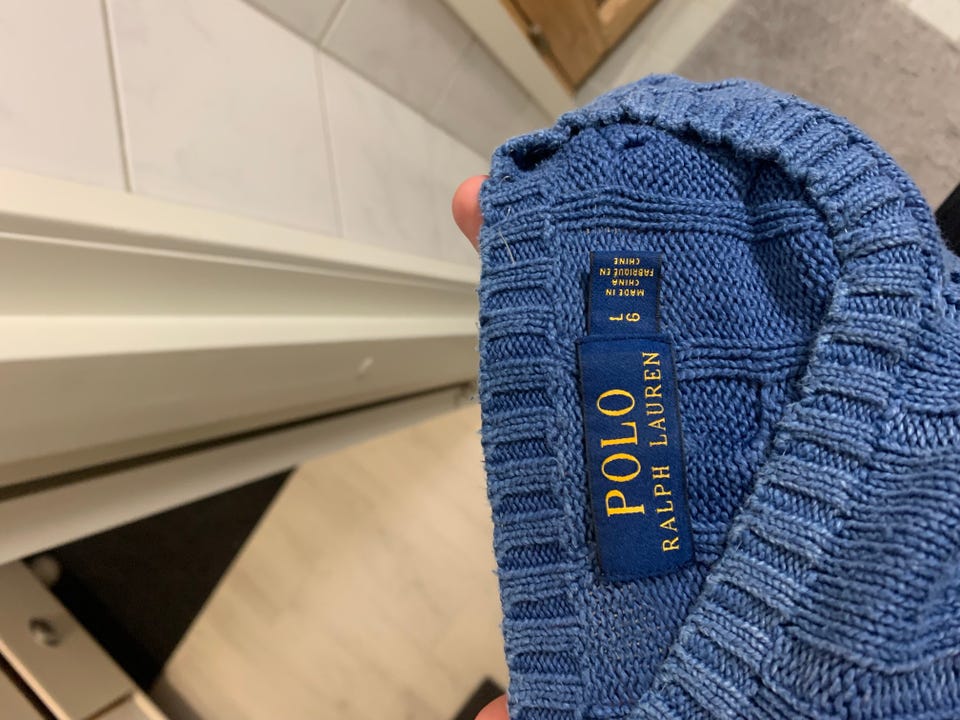 POLO
RALPH LAUREN
L
G
MADE IN
CHINA
FABRIQUÉ EN
CHINE